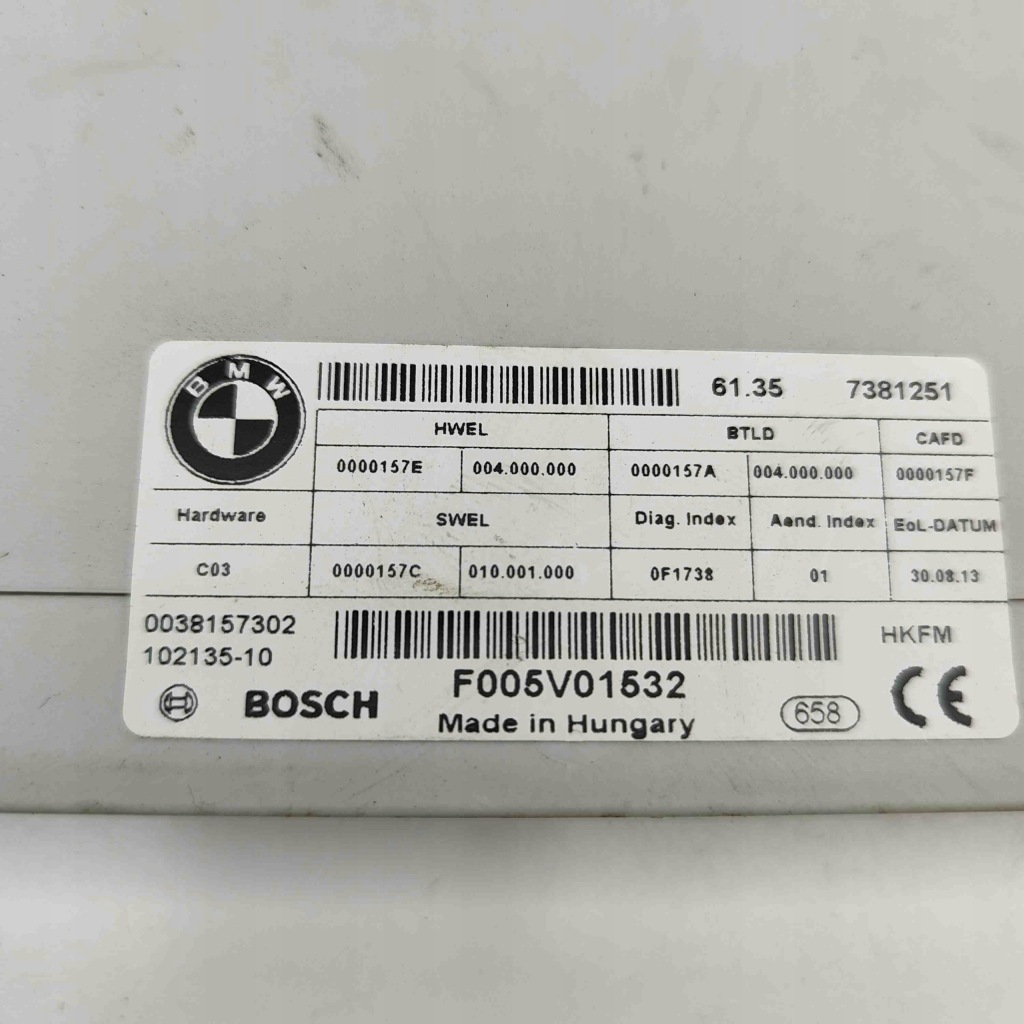 BMW
61.35 7381251
HWEL BTLD CAFD
0000157E 004.000.000 0000157A 004.000.000 0000157F
Hardware SWEL Diag. Index Aend. Index EoL-DATUM
C03 0000157C 010.001.000 0F1738 01 30.08.13
0038157302 HKFM
102135-10
F005V01532
BOSCH Made in Hungary 658 CE